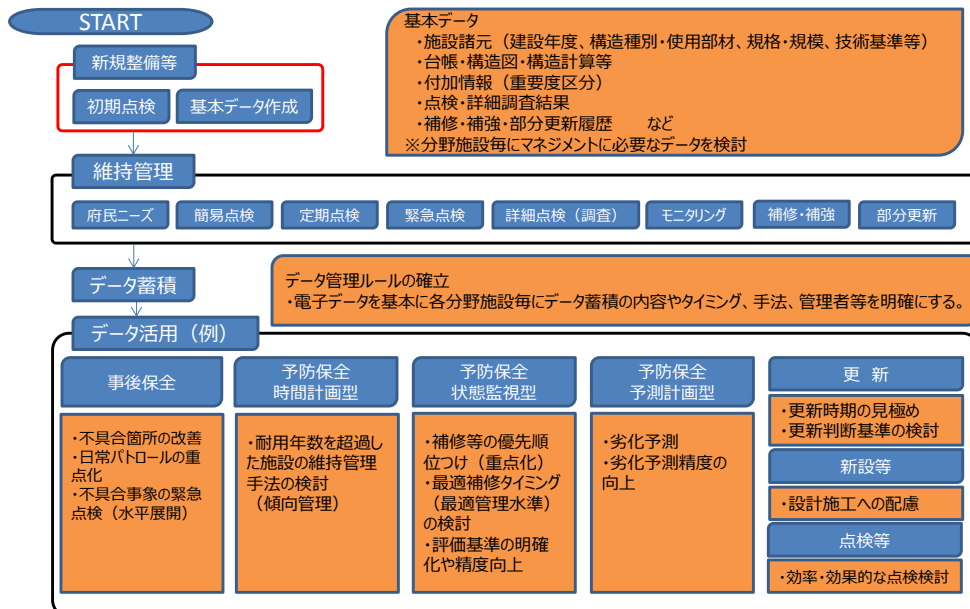 START
新規整備等
初期点検
基本データ作成
基本データ
・施設諸元（建設年度、構造種別・使用部材、規格・規模、技術基準等）
・台帳・構造図・構造計算等
・付加情報（重要度区分）
・点検・詳細調査結果
・補修・補強・部分更新履歴　　など
※分野施設毎にマネジメントに必要なデータを検討
維持管理
府民ニーズ
簡易点検
定期点検
緊急点検
詳細点検（調査）
モニタリング
補修・補強
部分更新
データ蓄積
データ管理ルールの確立
・電子データを基本に各分野施設毎にデータ蓄積の内容やタイミング、手法、管理者等を明確にする。
データ活用（例）
事後保全
・不具合箇所の改善
・日常パトロールの重
点化
・不具合事象の緊急
点検（水平展開）
予防保全
時間計画型
・耐用年数を超過し
た施設の維持管理
手法の検討
（傾向管理）
予防保全
状態監視型
・補修等の優先順
位つけ（重点化）
・最適補修タイミング
（最適管理水準）
の検討
・評価基準の明確
化や精度向上
予防保全
予測計画型
・劣化予測
・劣化予測精度の
向上
更　新
・更新時期の見極め
・更新判断基準の検討
新設等
・設計施工への配慮
点検等
・効率・効果的な点検検討